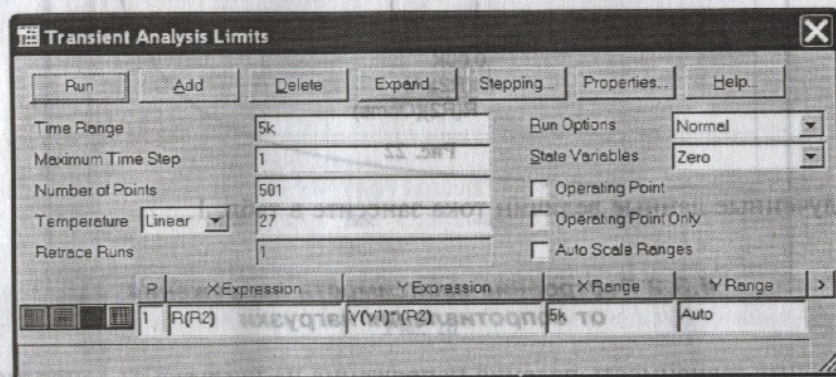 Transient Analysis Limits
Run Add Delete Expand... Stepping... Properties... Help...
Time Range 5k Run Options Normal
Maximum Time Step 1 State Variables Zero
Number of Points 501 Operating Point
Temperature Linear 27 Operating Point Only
Retrace Runs 1 Auto Scale Ranges
P X Expression Y Expression X Range Y Range >
1 R(R2) V(V1)*I(R2) 5k Auto